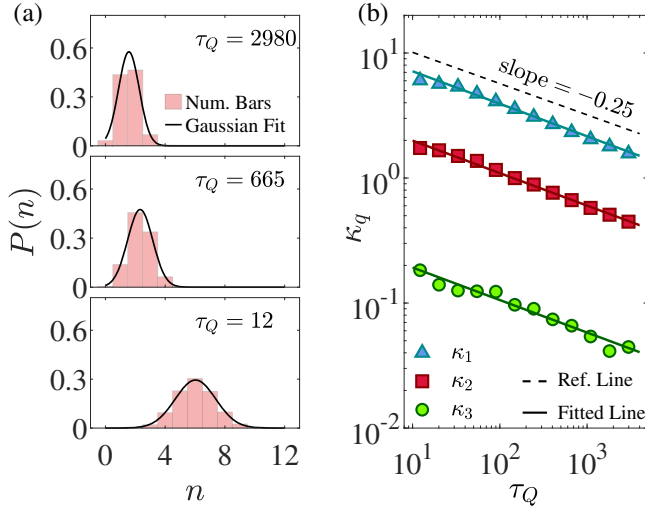 (a)
τ_Q = 2980
Num. Bars
Gaussian Fit
0.6
0.3
0
τ_Q = 665
0.6
0.3
0
τ_Q = 12
0.6
0.3
0
0 4 8 12
P(n)
n
(b)
slope = −0.25
10^1
10^0
10^-1
10^-2
κ_q
κ_1
κ_2
κ_3
Ref. Line
Fitted Line
10^1 10^2 10^3
τ_Q